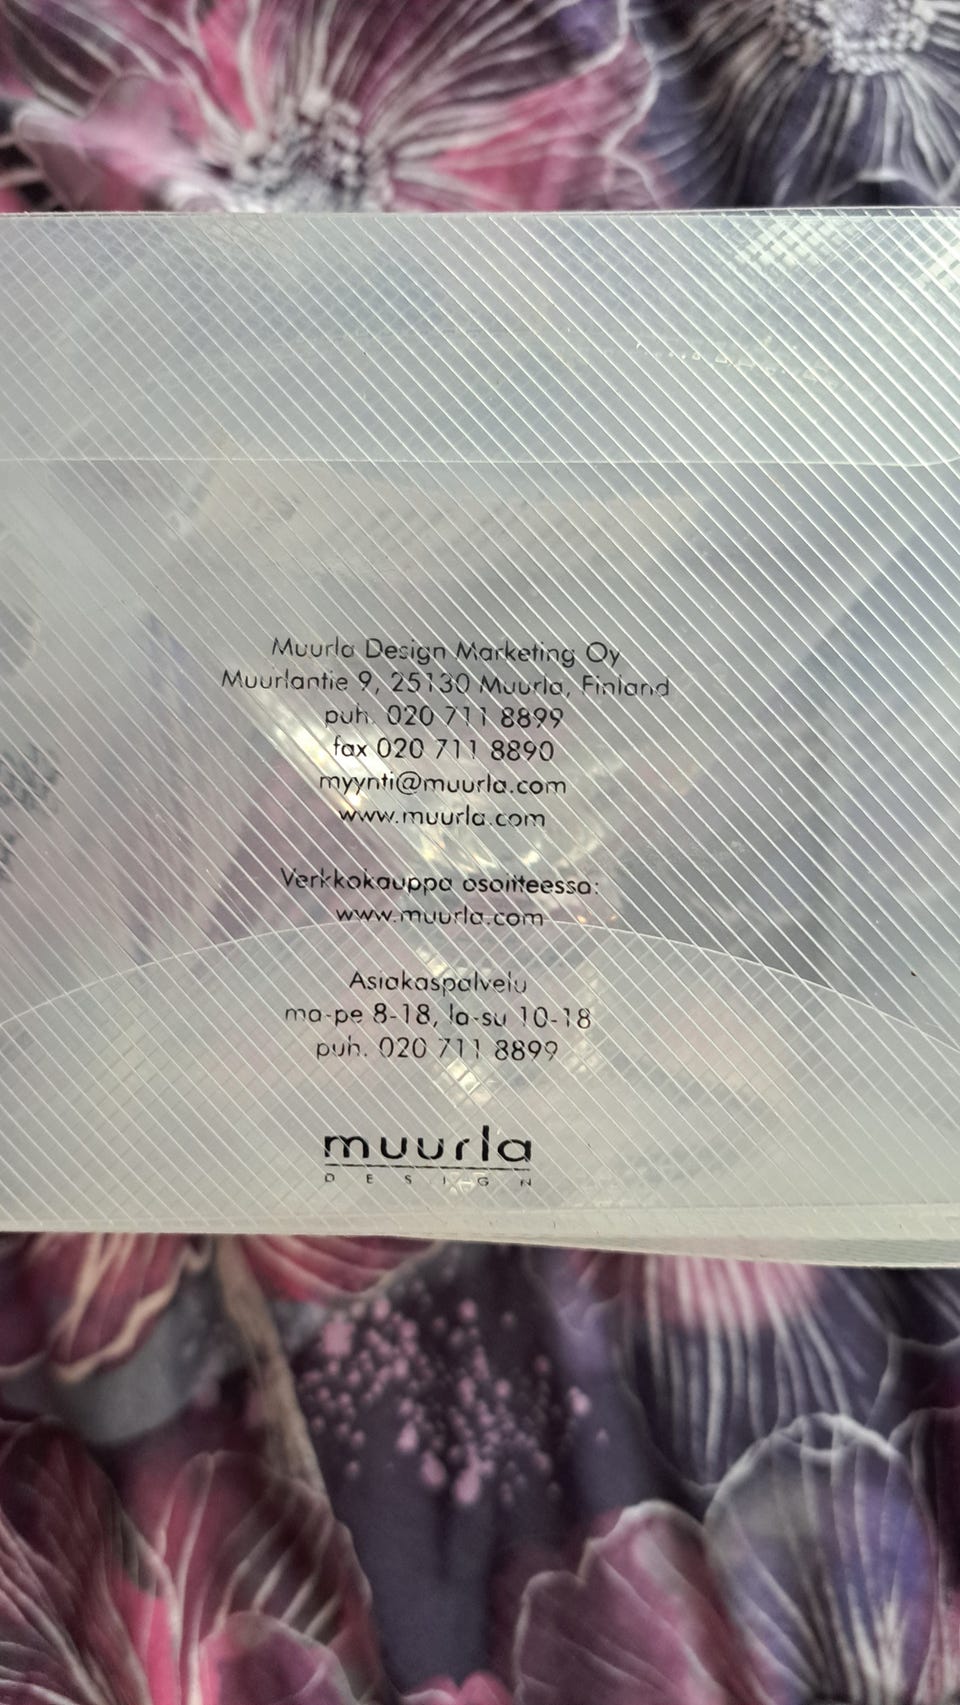 Muurla Design Marketing Oy
Muurlantie 9, 25130 Muurla, Finland
puh. 020 711 8899
fax 020 711 8890
myynti@muurla.com
www.muurla.com
Verkkokauppa osoitteessa:
www.muurla.com
Asiakaspalvelu
ma-pe 8-18, la-su 10-18
puh. 020 711 8899
muurla
DESIGN